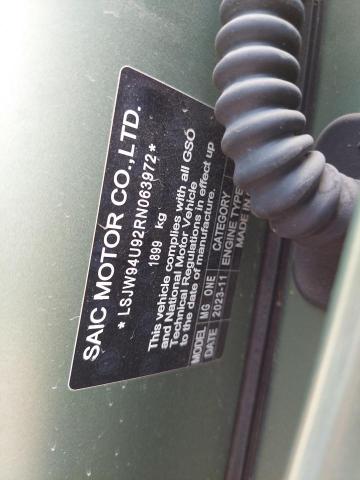 SAIC MOTOR CO.,LTD.
* LSJW94U92RN063972 *
1899 kg
This vehicle complies with all GSO
and National Motor Vehicle
Technical Regulations in effect up
to the date of manufacture.
MODEL MG ONE CATEGORY
DATE 2023-11 ENGINE TYPE
MADE IN